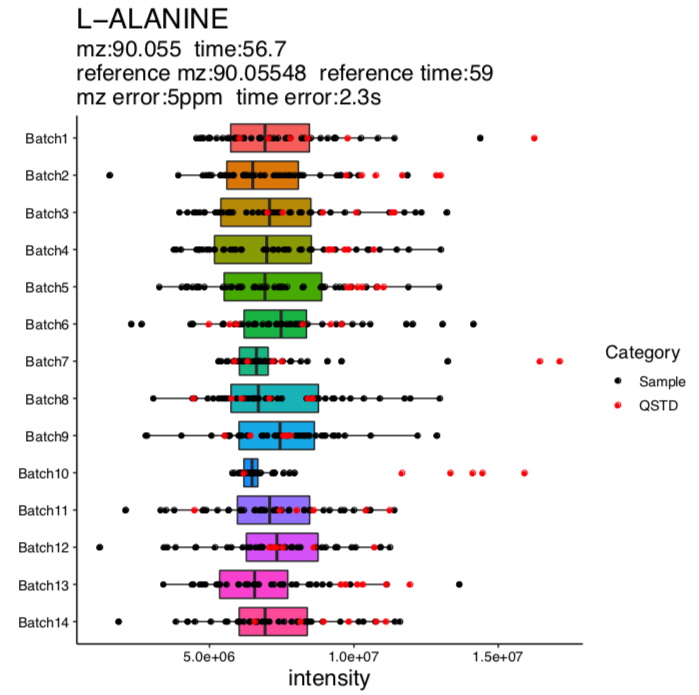 L−ALANINE
mz:90.055  time:56.7
reference mz:90.05548  reference time:59
mz error:5ppm  time error:2.3s
Batch1
Batch2
Batch3
Batch4
Batch5
Batch6
Batch7
Batch8
Batch9
Batch10
Batch11
Batch12
Batch13
Batch14
Category
Sample
QSTD
5.0e+06 1.0e+07 1.5e+07
intensity